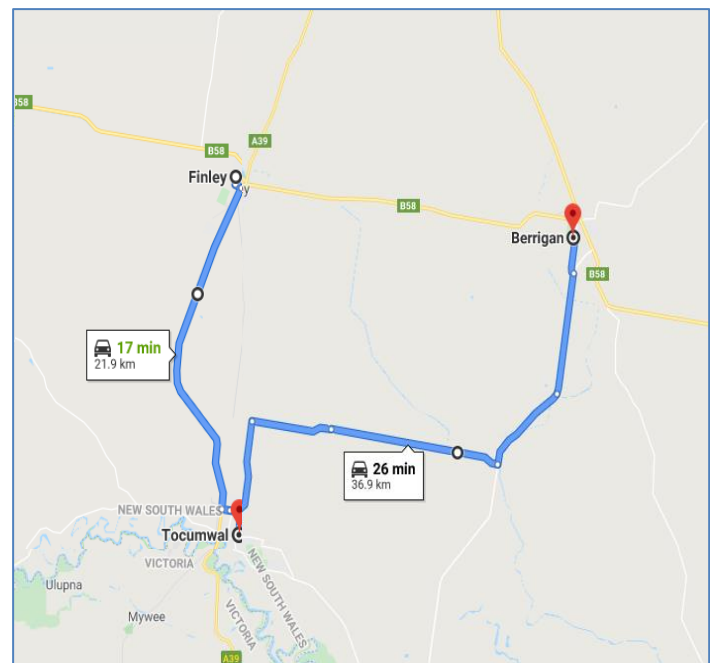 B58
A39
B58
Finley
ey
B58
Berrigan
B58
17 min
21.9 km
26 min
36.9 km
NEW SOUTH WALES
Tocumwal
VICTORIA
NEW SOUTH WALES
Ulupna
VICTORIA
Mywee
A39